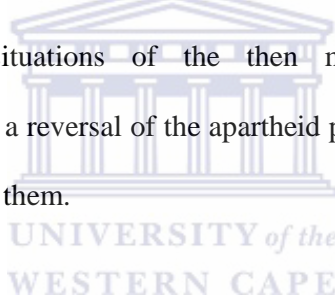 ituations of the then
a reversal of the apartheid
them.
UNIVERSITY of the
WESTERN CAPE